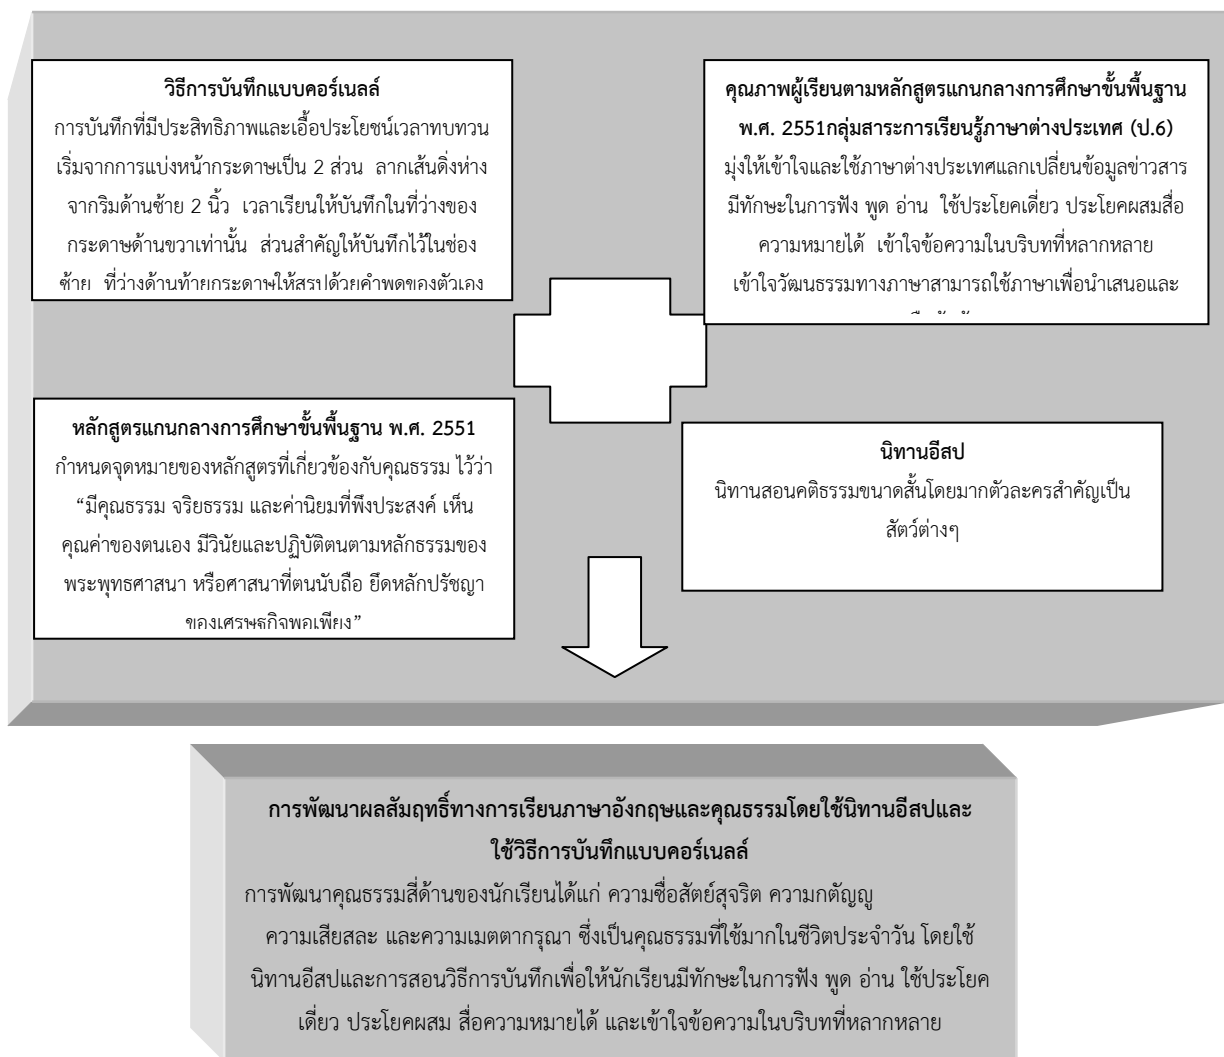 วิธีการบันทึกแบบคอร์เนลล์
การบันทึกที่มีประสิทธิภาพและเอื้อประโยชน์เวลาทบทวน
เริ่มจากการแบ่งหน้ากระดาษเป็น 2 ส่วน ลากเส้นดิ่งห่าง
จากริมด้านซ้าย 2 นิ้ว เวลาเรียนให้บันทึกในที่ว่างของ
กระดาษด้านขวาเท่านั้น ส่วนสำคัญให้บันทึกไว้ในช่อง
ซ้าย ที่ว่างด้านท้ายกระดาษให้สรุปด้วยคำพูดของตัวเอง
คุณภาพผู้เรียนตามหลักสูตรแกนกลางการศึกษาขั้นพื้นฐาน
พ.ศ. 2551กลุ่มสาระการเรียนรู้ภาษาต่างประเทศ (ป.6)
มุ่งให้เข้าใจและใช้ภาษาต่างประเทศแลกเปลี่ยนข้อมูลข่าวสาร
มีทักษะในการฟัง พูด อ่าน ใช้ประโยคเดี่ยว ประโยคผสมสื่อ
ความหมายได้ เข้าใจข้อความในบริบทที่หลากหลาย
เข้าใจวัฒนธรรมทางภาษาสามารถใช้ภาษาเพื่อนำเสนอและ
หลักสูตรแกนกลางการศึกษาขั้นพื้นฐาน พ.ศ. 2551
กำหนดจุดหมายของหลักสูตรที่เกี่ยวข้องกับคุณธรรม ไว้ว่า
“มีคุณธรรม จริยธรรม และค่านิยมที่พึงประสงค์ เห็น
คุณค่าของตนเอง มีวินัยและปฏิบัติตนตามหลักธรรมของ
พระพุทธศาสนา หรือศาสนาที่ตนนับถือ ยึดหลักปรัชญา
ของเศรษฐกิจพอเพียง”
นิทานอีสป
นิทานสอนคติธรรมขนาดสั้นโดยมากตัวละครสำคัญเป็น
สัตว์ต่างๆ
การพัฒนาผลสัมฤทธิ์ทางการเรียนภาษาอังกฤษและคุณธรรมโดยใช้นิทานอีสปและ
ใช้วิธีการบันทึกแบบคอร์เนลล์
การพัฒนาคุณธรรมสี่ด้านของนักเรียนได้แก่ ความซื่อสัตย์สุจริต ความกตัญญู
ความเสียสละ และความเมตตากรุณา ซึ่งเป็นคุณธรรมที่ใช้มากในชีวิตประจำวัน โดยใช้
นิทานอีสปและการสอนวิธีการบันทึกเพื่อให้นักเรียนมีทักษะในการฟัง พูด อ่าน ใช้ประโยค
เดี่ยว ประโยคผสม สื่อความหมายได้ และเข้าใจข้อความในบริบทที่หลากหลาย